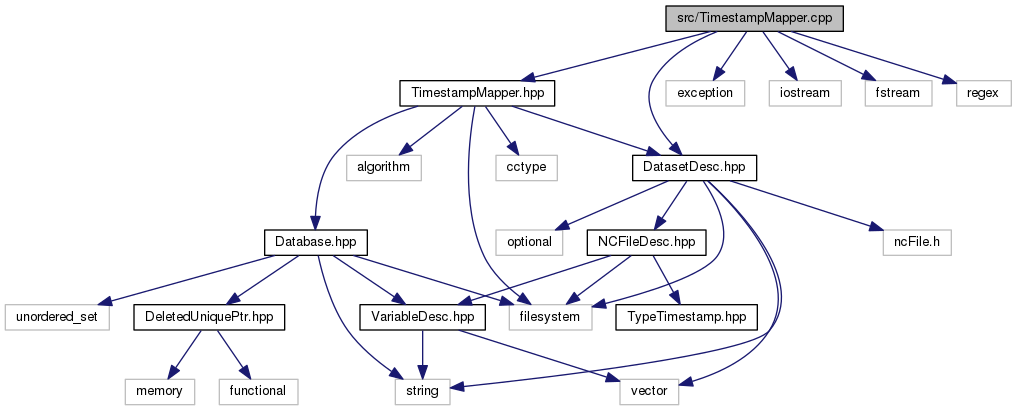 src/TimestampMapper.cpp
TimestampMapper.hpp
exception
iostream
fstream
regex
algorithm
cctype
DatasetDesc.hpp
Database.hpp
optional
NCFileDesc.hpp
ncFile.h
unordered_set
DeletedUniquePtr.hpp
VariableDesc.hpp
filesystem
TypeTimestamp.hpp
memory
functional
string
vector